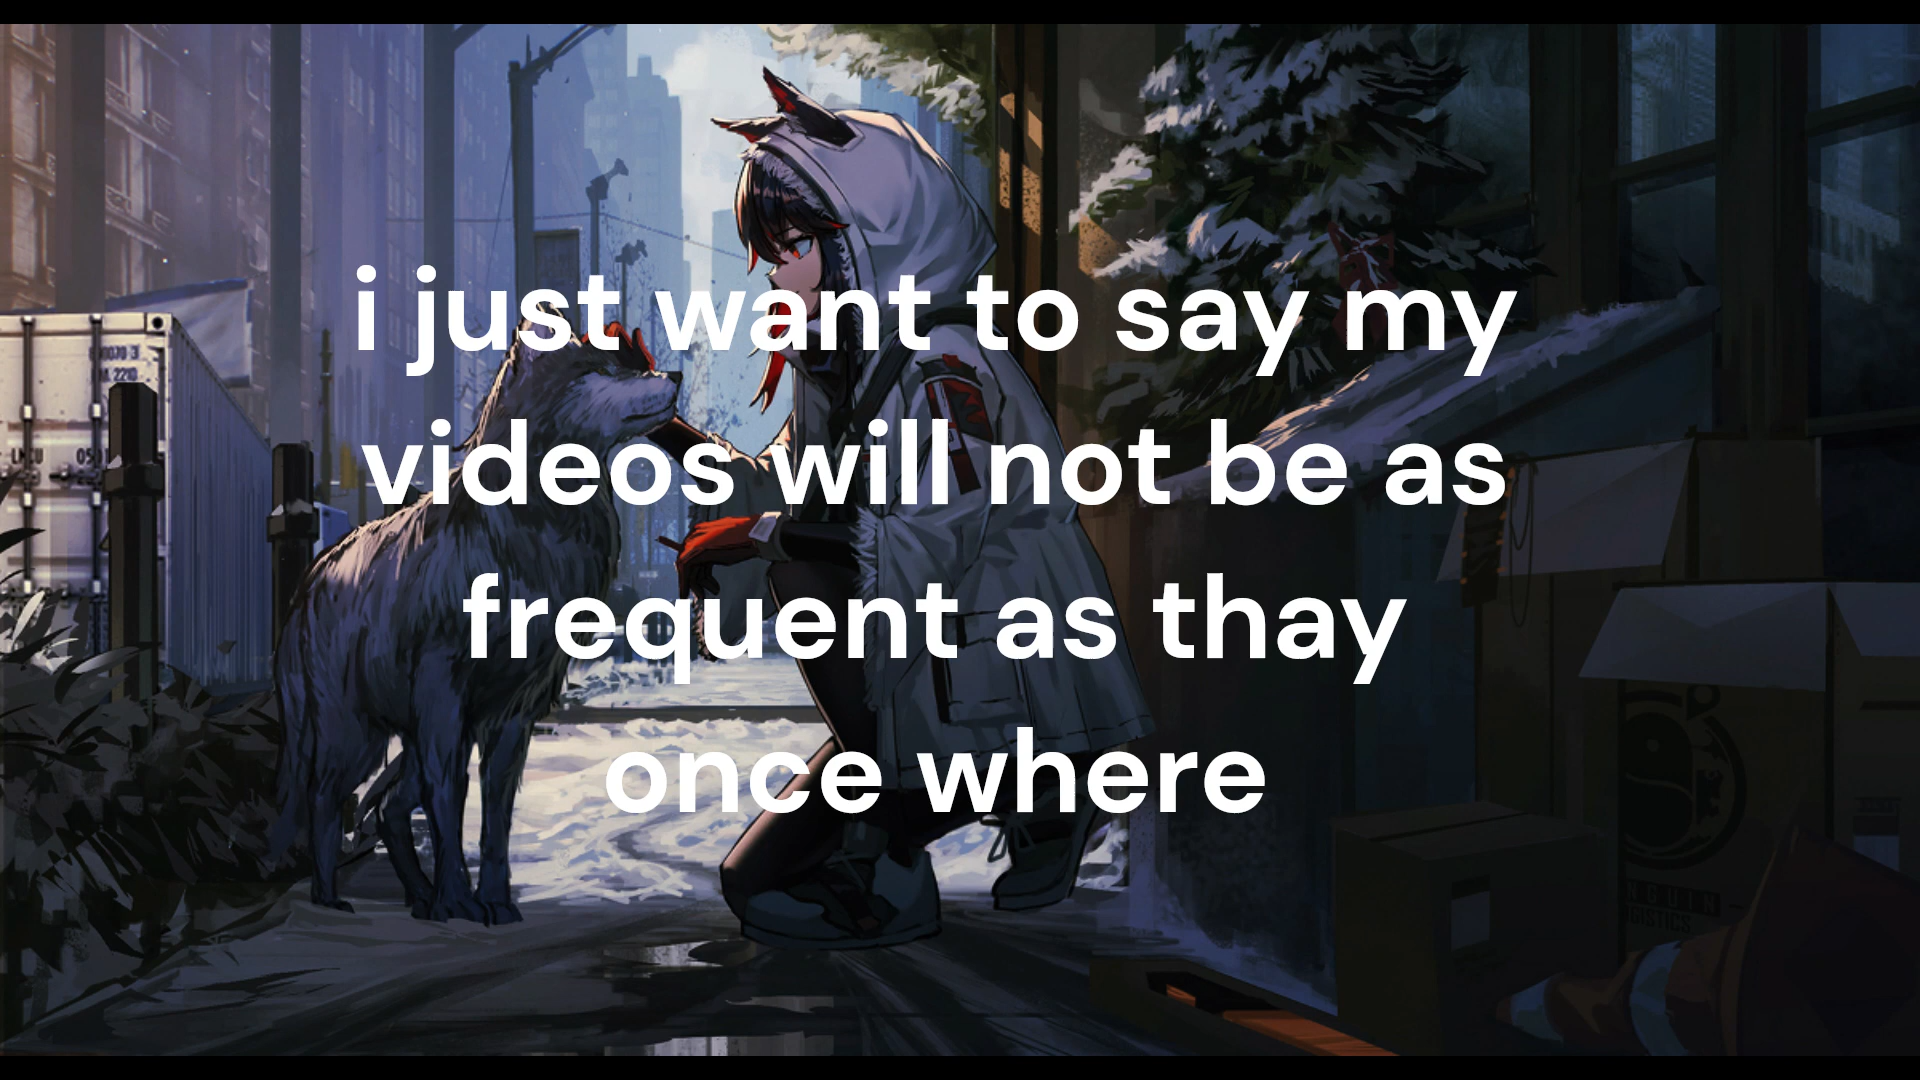 i just want to say my
videos will not be as
frequent as thay
once where